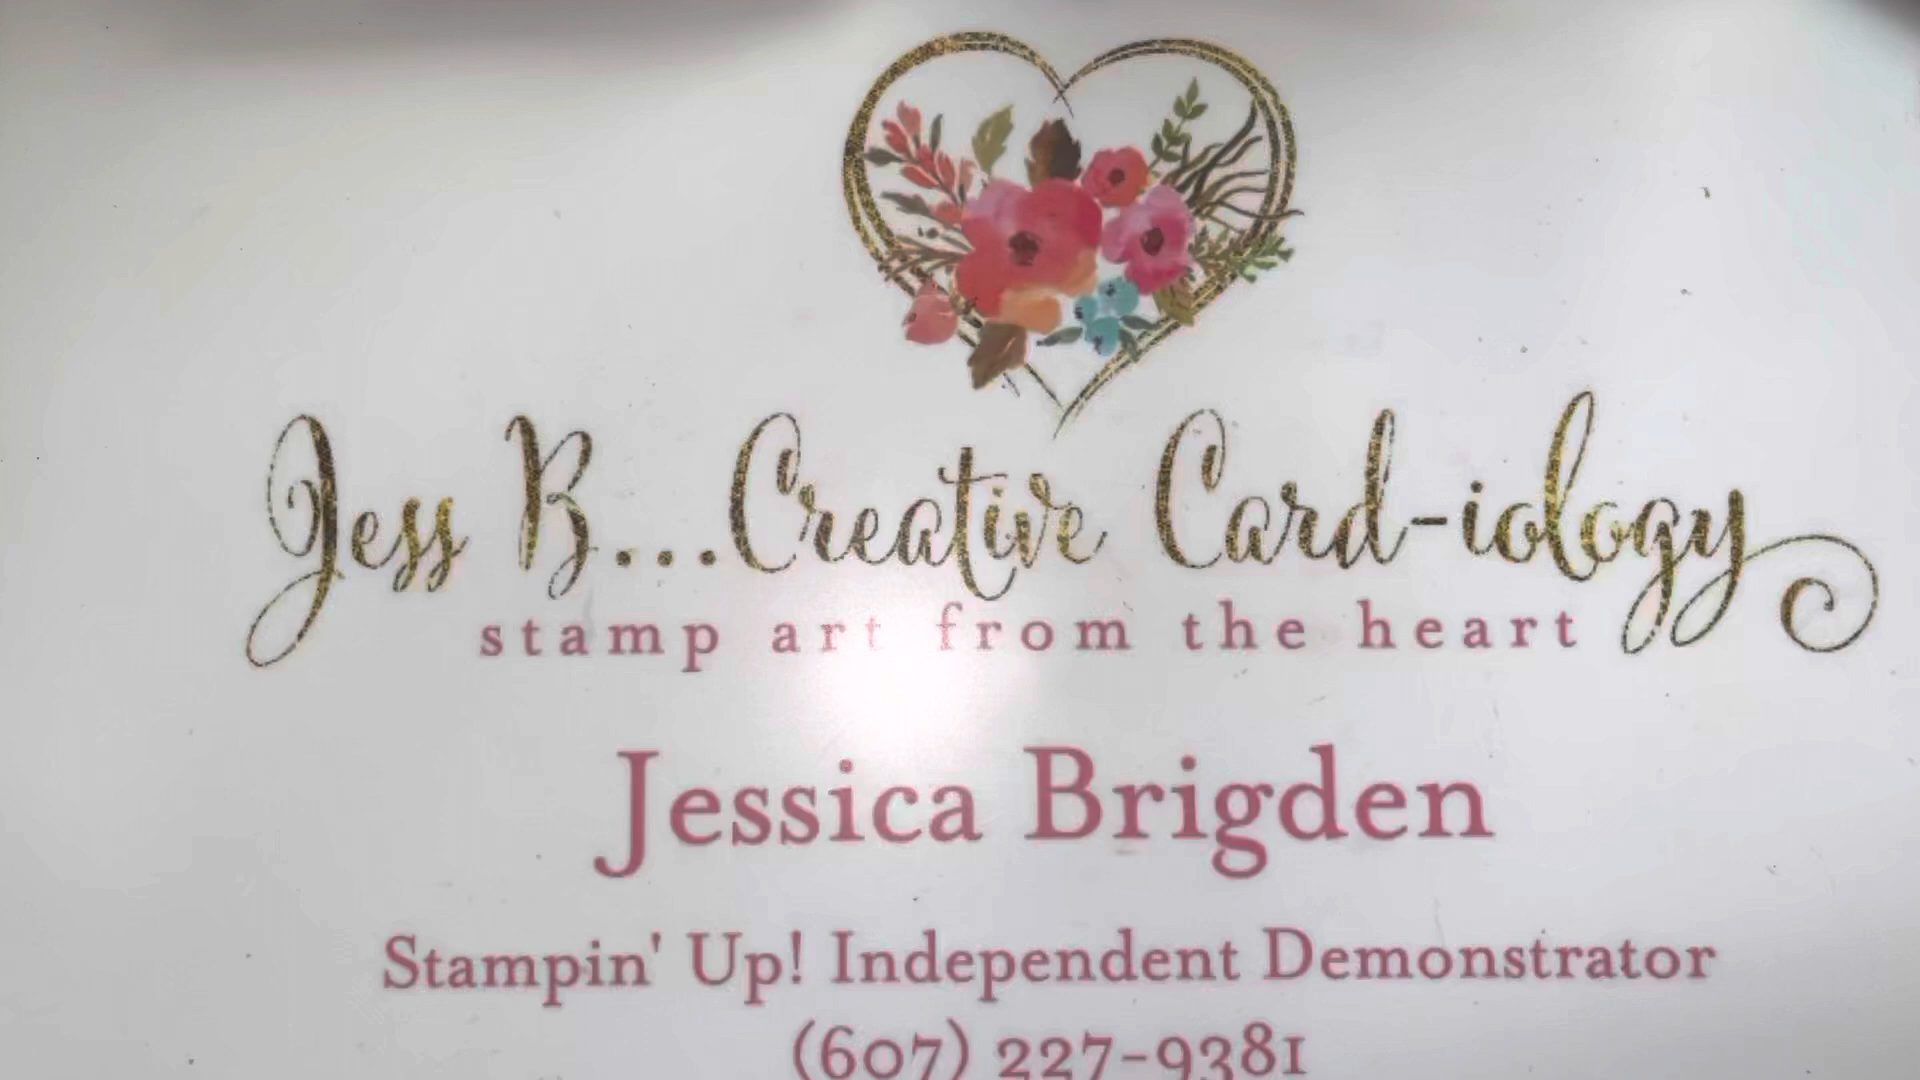 Jess B...Creative Card-iology
stamp art from the heart
Jessica Brigden
Stampin' Up! Independent Demonstrator
(607) 227-9381